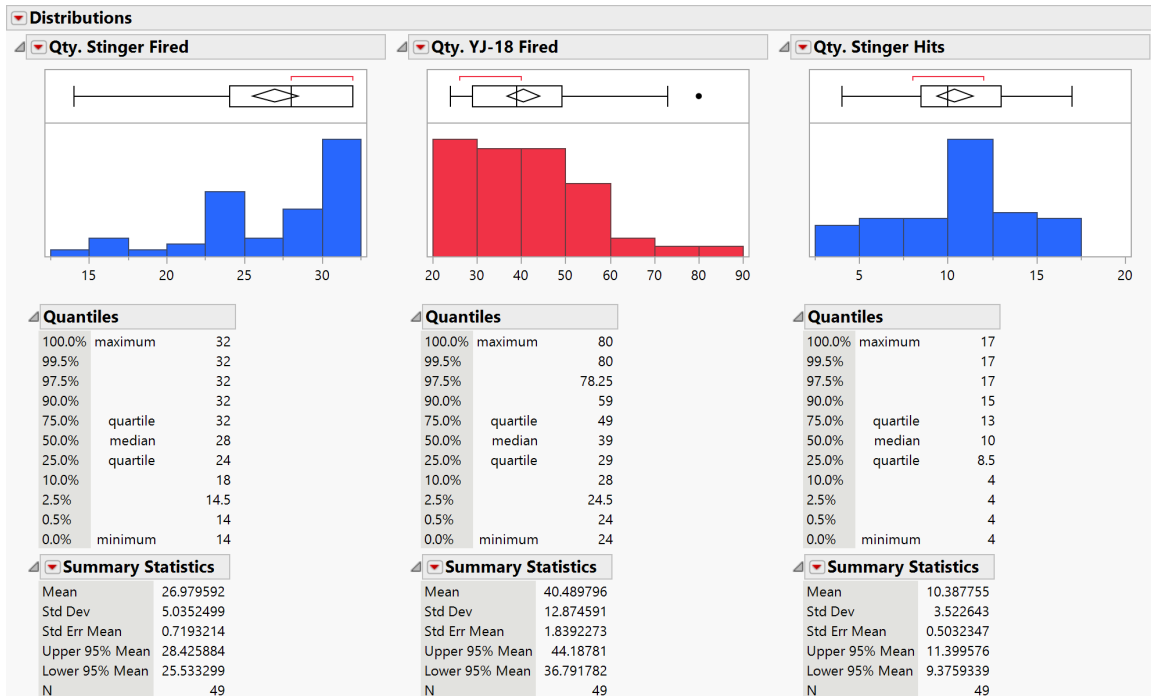 Distributions
Qty. Stinger Fired
15 20 25 30
Quantiles
100.0% maximum 32
99.5% 32
97.5% 32
90.0% 32
75.0% quartile 32
50.0% median 28
25.0% quartile 24
10.0% 18
2.5% 14.5
0.5% 14
0.0% minimum 14
Summary Statistics
Mean 26.979592
Std Dev 5.0352499
Std Err Mean 0.7193214
Upper 95% Mean 28.425884
Lower 95% Mean 25.533299
N 49
Qty. YJ-18 Fired
20 30 40 50 60 70 80 90
Quantiles
100.0% maximum 80
99.5% 80
97.5% 78.25
90.0% 59
75.0% quartile 49
50.0% median 39
25.0% quartile 29
10.0% 28
2.5% 24.5
0.5% 24
0.0% minimum 24
Summary Statistics
Mean 40.489796
Std Dev 12.874591
Std Err Mean 1.8392273
Upper 95% Mean 44.18781
Lower 95% Mean 36.791782
N 49
Qty. Stinger Hits
5 10 15 20
Quantiles
100.0% maximum 17
99.5% 17
97.5% 17
90.0% 15
75.0% quartile 13
50.0% median 10
25.0% quartile 8.5
10.0% 4
2.5% 4
0.5% 4
0.0% minimum 4
Summary Statistics
Mean 10.387755
Std Dev 3.522643
Std Err Mean 0.5032347
Upper 95% Mean 11.399576
Lower 95% Mean 9.3759339
N 49